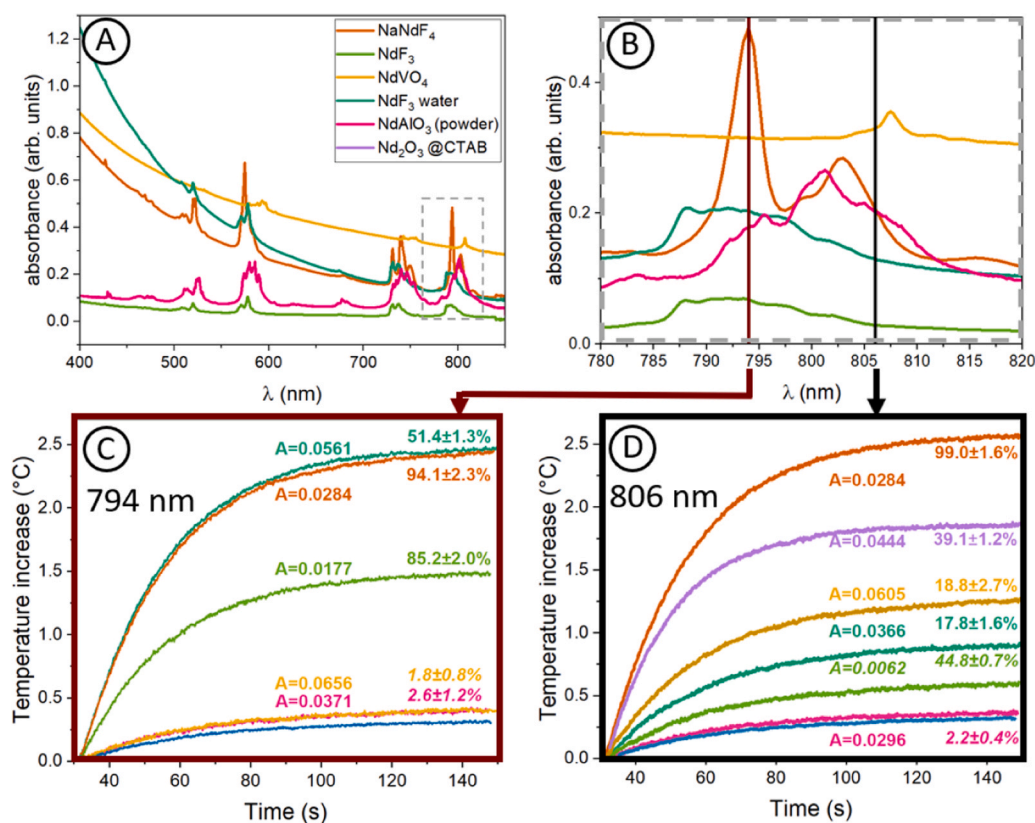 A
absorbance (arb. units)
1.2
1.0
0.8
0.6
0.4
0.2
0.0
400 500 600 700 800
λ (nm)
NaNdF₄
NdF₃
NdVO₄
NdF₃ water
NdAlO₃ (powder)
Nd₂O₃ @CTAB
B
absorbance (arb. units)
0.4
0.2
0.0
780 785 790 795 800 805 810 815 820
λ (nm)
C
794 nm
Temperature increase (°C)
2.5
2.0
1.5
1.0
0.5
0.0
A=0.0561 51.4±1.3%
A=0.0284 94.1±2.3%
A=0.0177 85.2±2.0%
A=0.0656 1.8±0.8%
A=0.0371 2.6±1.2%
40 60 80 100 120 140
Time (s)
D
806 nm
Temperature increase (°C)
2.5
2.0
1.5
1.0
0.5
0.0
A=0.0284 99.0±1.6%
A=0.0444 39.1±1.2%
A=0.0605 18.8±2.7%
A=0.0366 17.8±1.6%
A=0.0062 44.8±0.7%
A=0.0296 2.2±0.4%
40 60 80 100 120 140
Time (s)